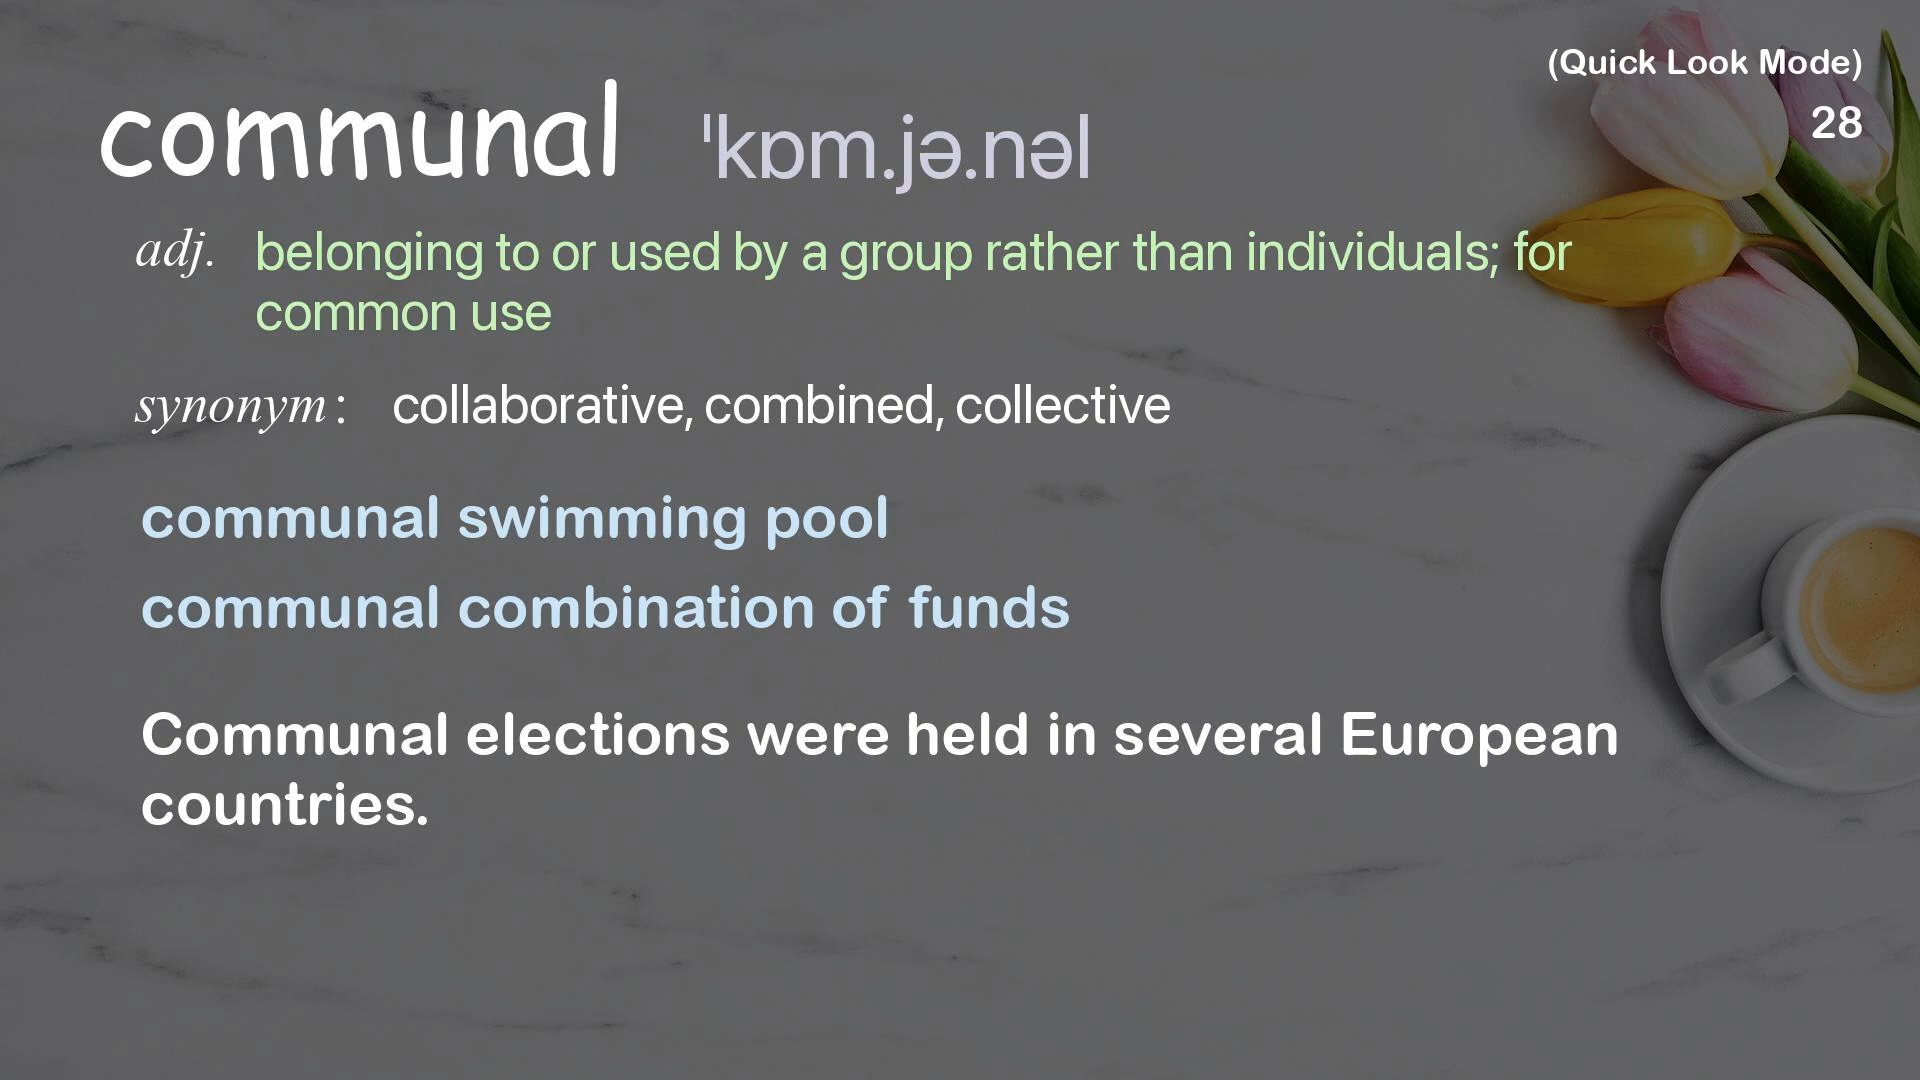 (Quick Look Mode)
28
communal ˈkɒm.jə.nəl
adj. belonging to or used by a group rather than individuals; for
common use
synonym : collaborative, combined, collective
communal swimming pool
communal combination of funds
Communal elections were held in several European
countries.